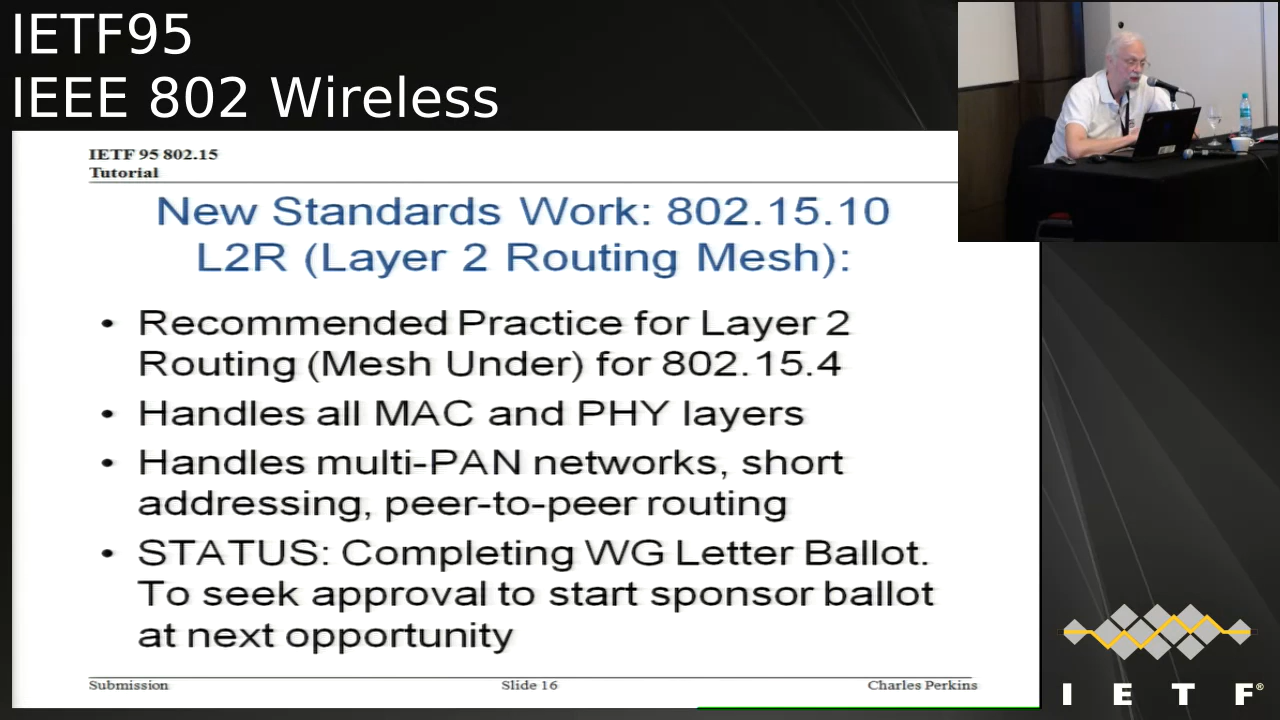 IETF95
IEEE 802 Wireless
IETF 95 802.15
Tutorial
New Standards Work: 802.15.10
L2R (Layer 2 Routing Mesh):
• Recommended Practice for Layer 2
Routing (Mesh Under) for 802.15.4
• Handles all MAC and PHY layers
• Handles multi-PAN networks, short
addressing, peer-to-peer routing
• STATUS: Completing WG Letter Ballot.
To seek approval to start sponsor ballot
at next opportunity
Submission Slide 16 Charles Perkins
I E T F®